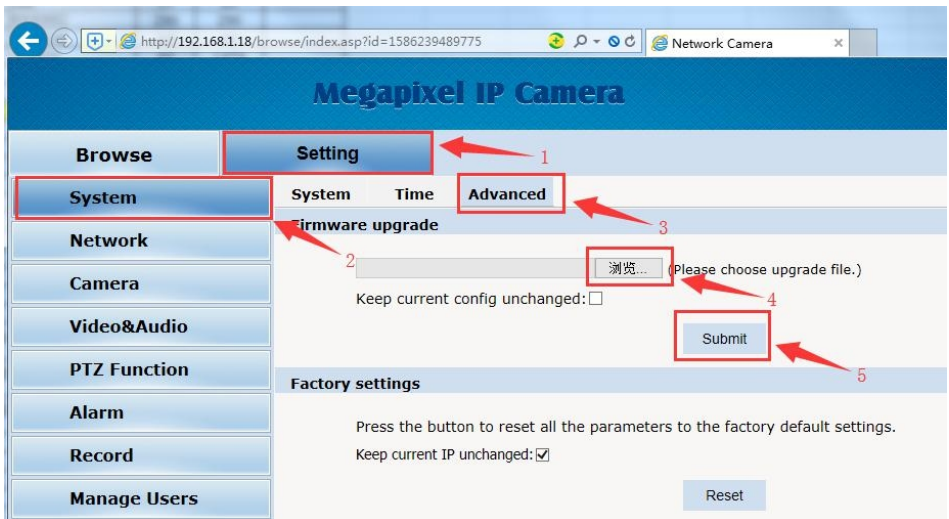 http://192.168.1.18/browse/index.asp?id=1586239489775
Network Camera
Megapixel IP Camera
Browse
Setting
1
System
System
Time
Advanced
Firmware upgrade
3
2
Network
浏览...
(Please choose upgrade file.)
Camera
Keep current config unchanged:
4
Video&Audio
Submit
PTZ Function
Factory settings
5
Alarm
Press the button to reset all the parameters to the factory default settings.
Record
Keep current IP unchanged:
Manage Users
Reset